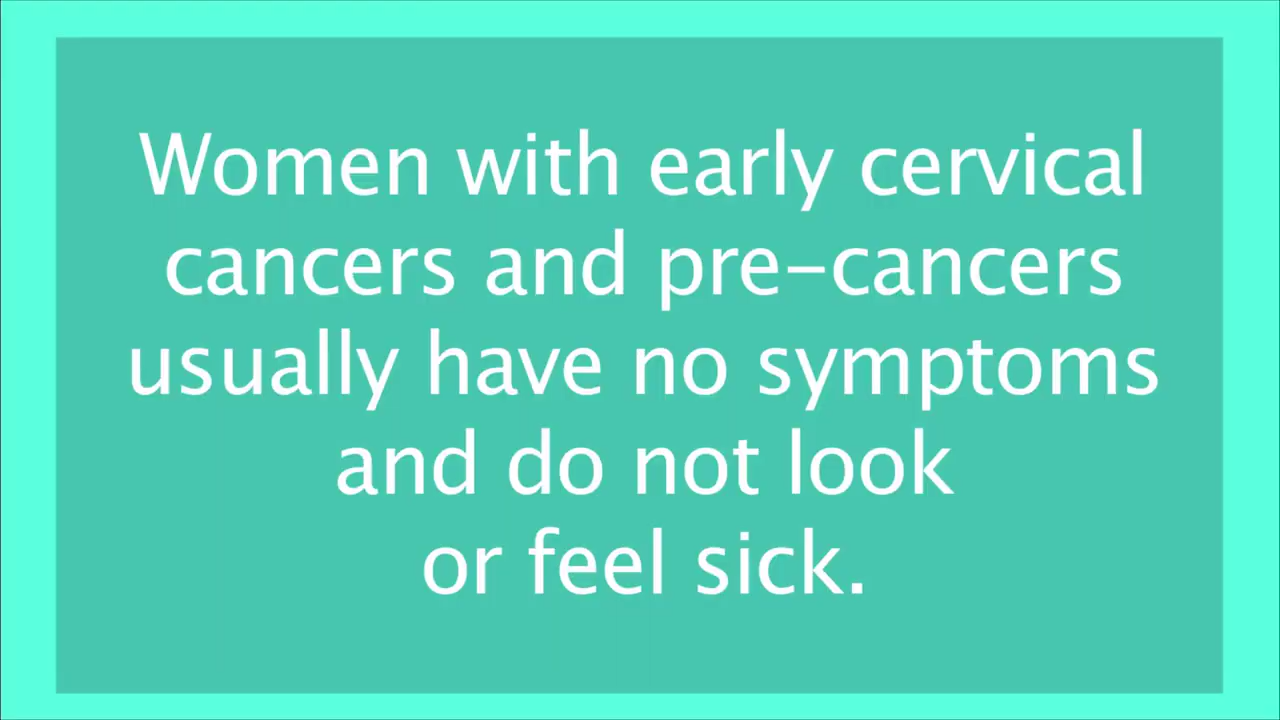 Women with early cervical
cancers and pre-cancers
usually have no symptoms
and do not look
or feel sick.